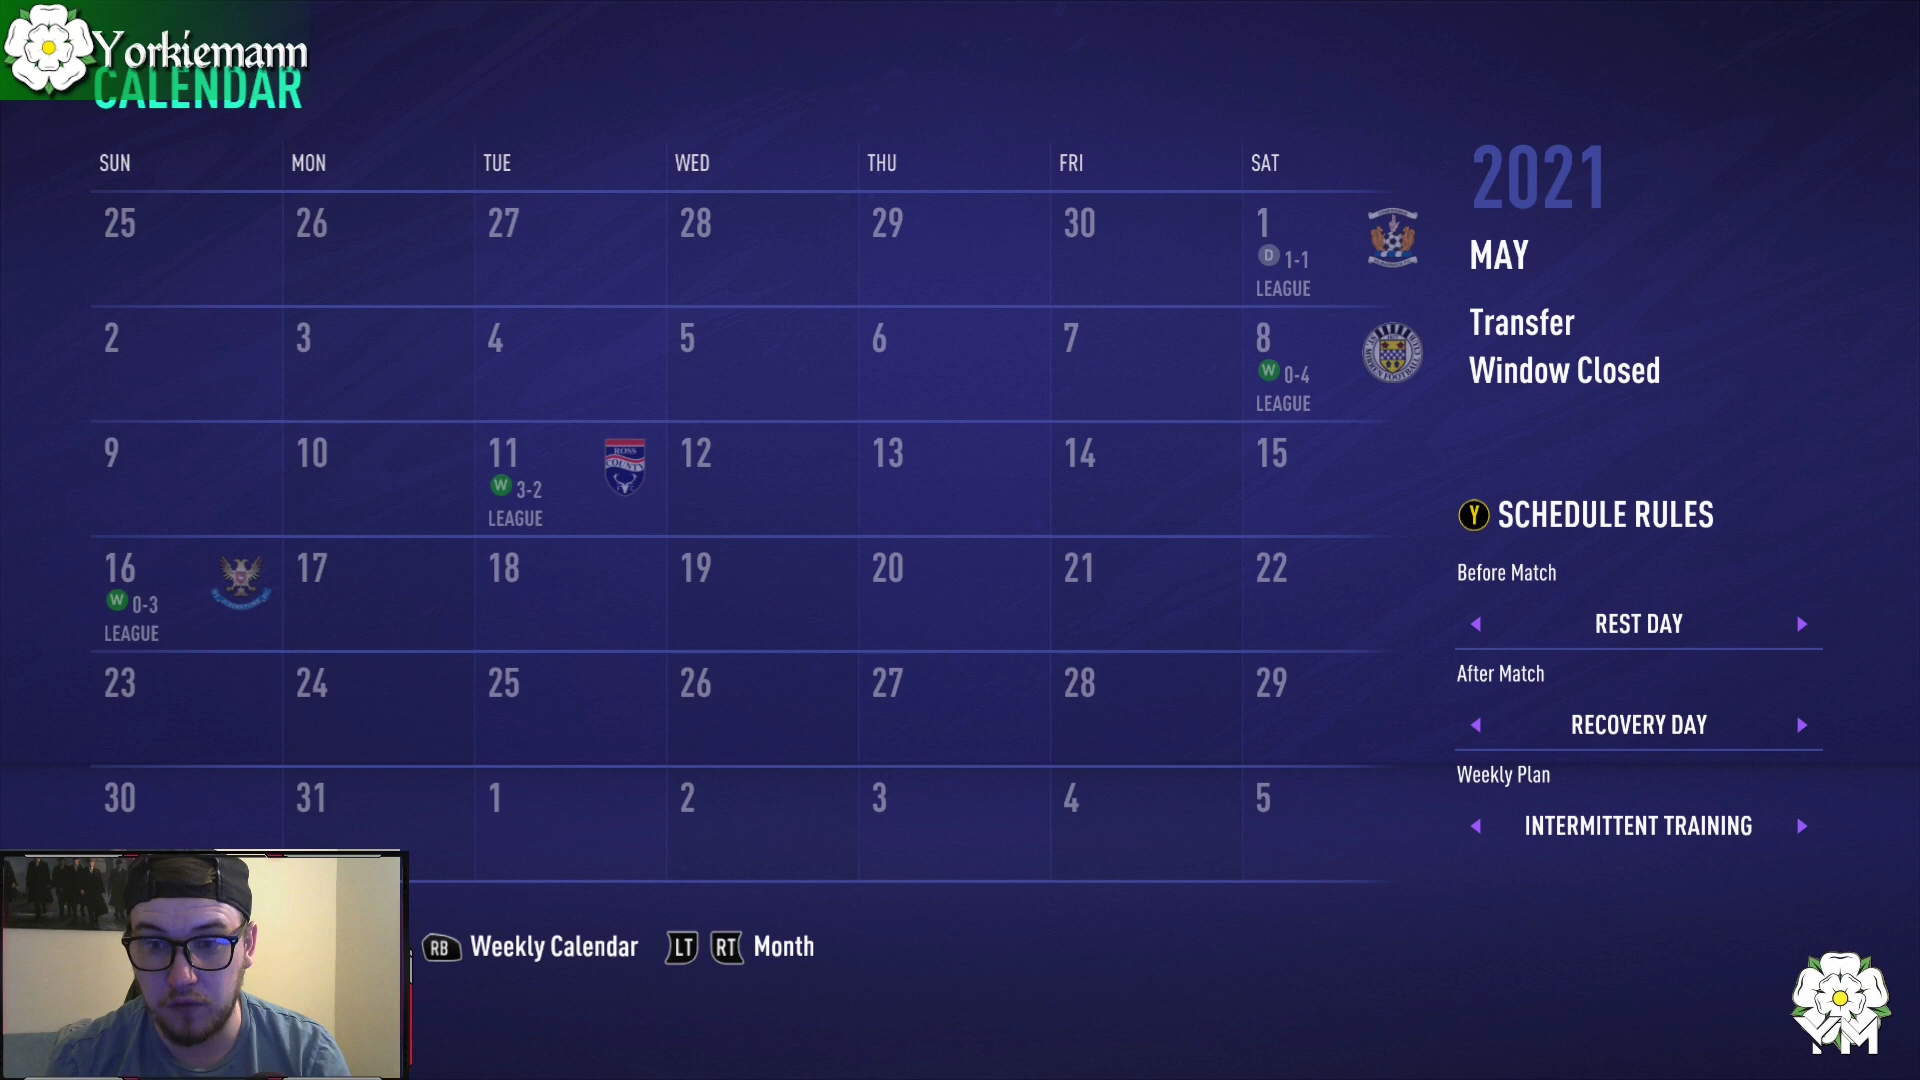 Yorkiemann
CALENDAR
SUN MON TUE WED THU FRI SAT
25 26 27 28 29 30 1
D 1-1
LEAGUE
2 3 4 5 6 7 8
W 0-4
LEAGUE
9 10 11 12 13 14 15
ROSS
COUNTY
W 3-2
LEAGUE
16 17 18 19 20 21 22
W 0-3
LEAGUE
23 24 25 26 27 28 29
30 31 1 2 3 4 5
2021
MAY
Transfer
Window Closed
Y SCHEDULE RULES
Before Match
REST DAY
After Match
RECOVERY DAY
Weekly Plan
INTERMITTENT TRAINING
RB Weekly Calendar LT RT Month
YM